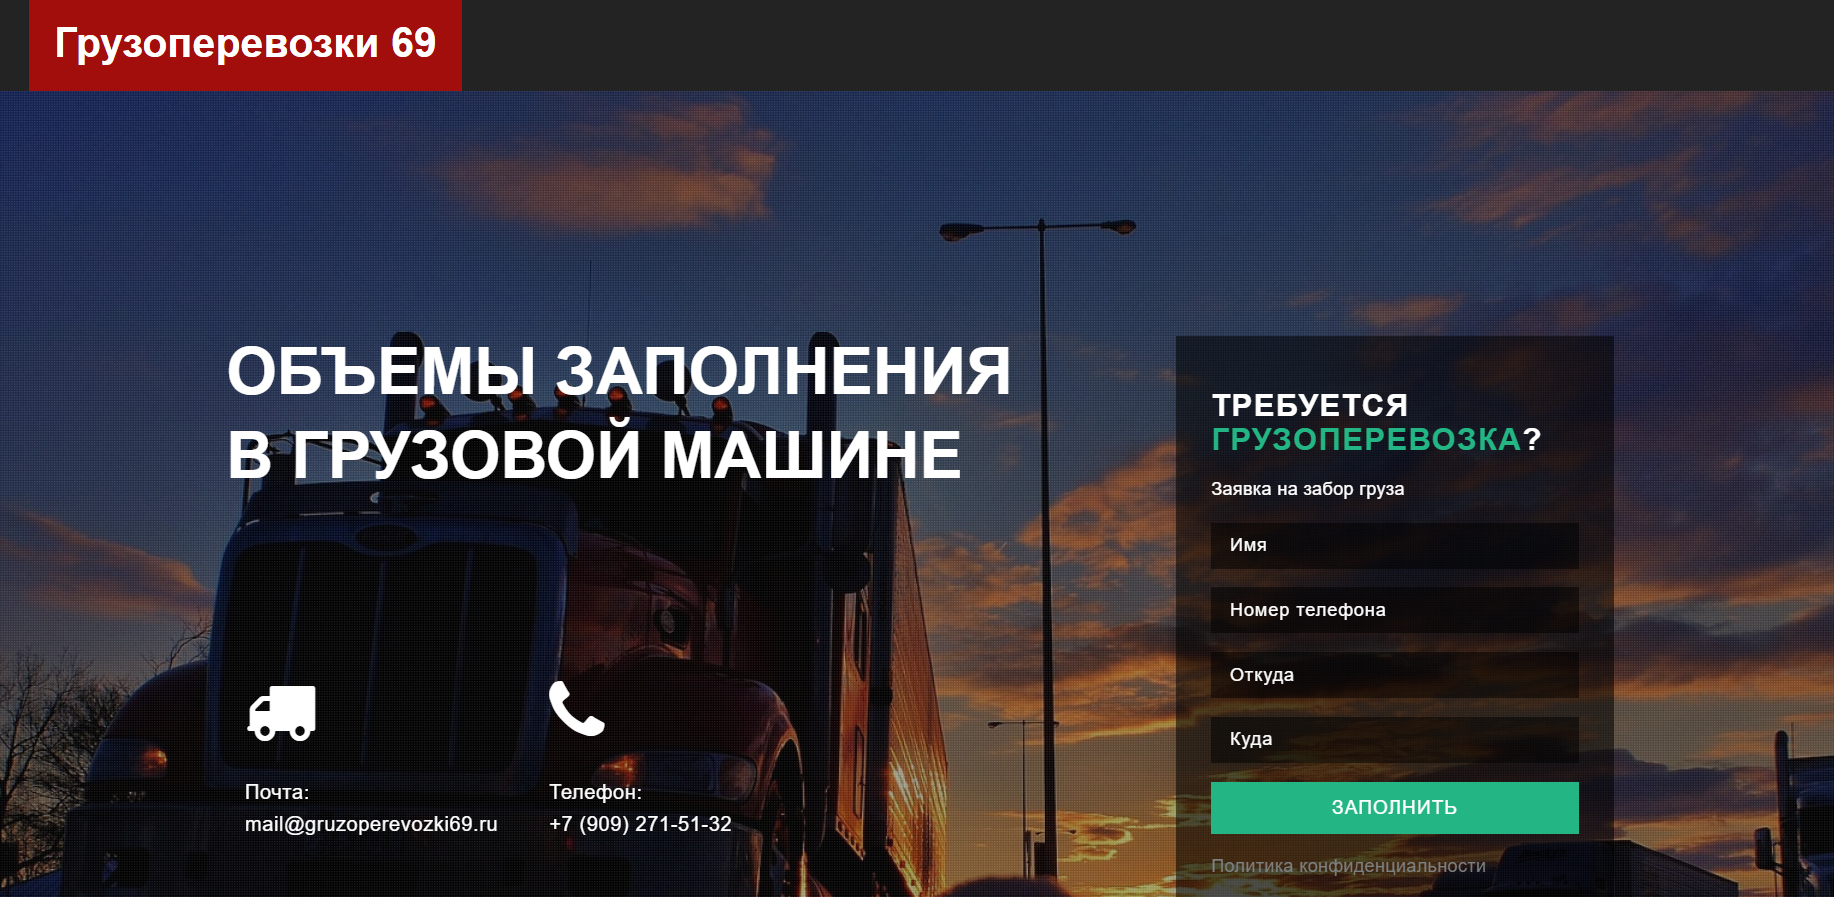 Грузоперевозки 69
ОБЪЕМЫ ЗАПОЛНЕНИЯ
В ГРУЗОВОЙ МАШИНЕ
Почта:
mail@gruzoperevozki69.ru
Телефон:
+7 (909) 271-51-32
ТРЕБУЕТСЯ
ГРУЗОПЕРЕВОЗКА?
Заявка на забор груза
Имя
Номер телефона
Откуда
Куда
ЗАПОЛНИТЬ
Политика конфиденциальности